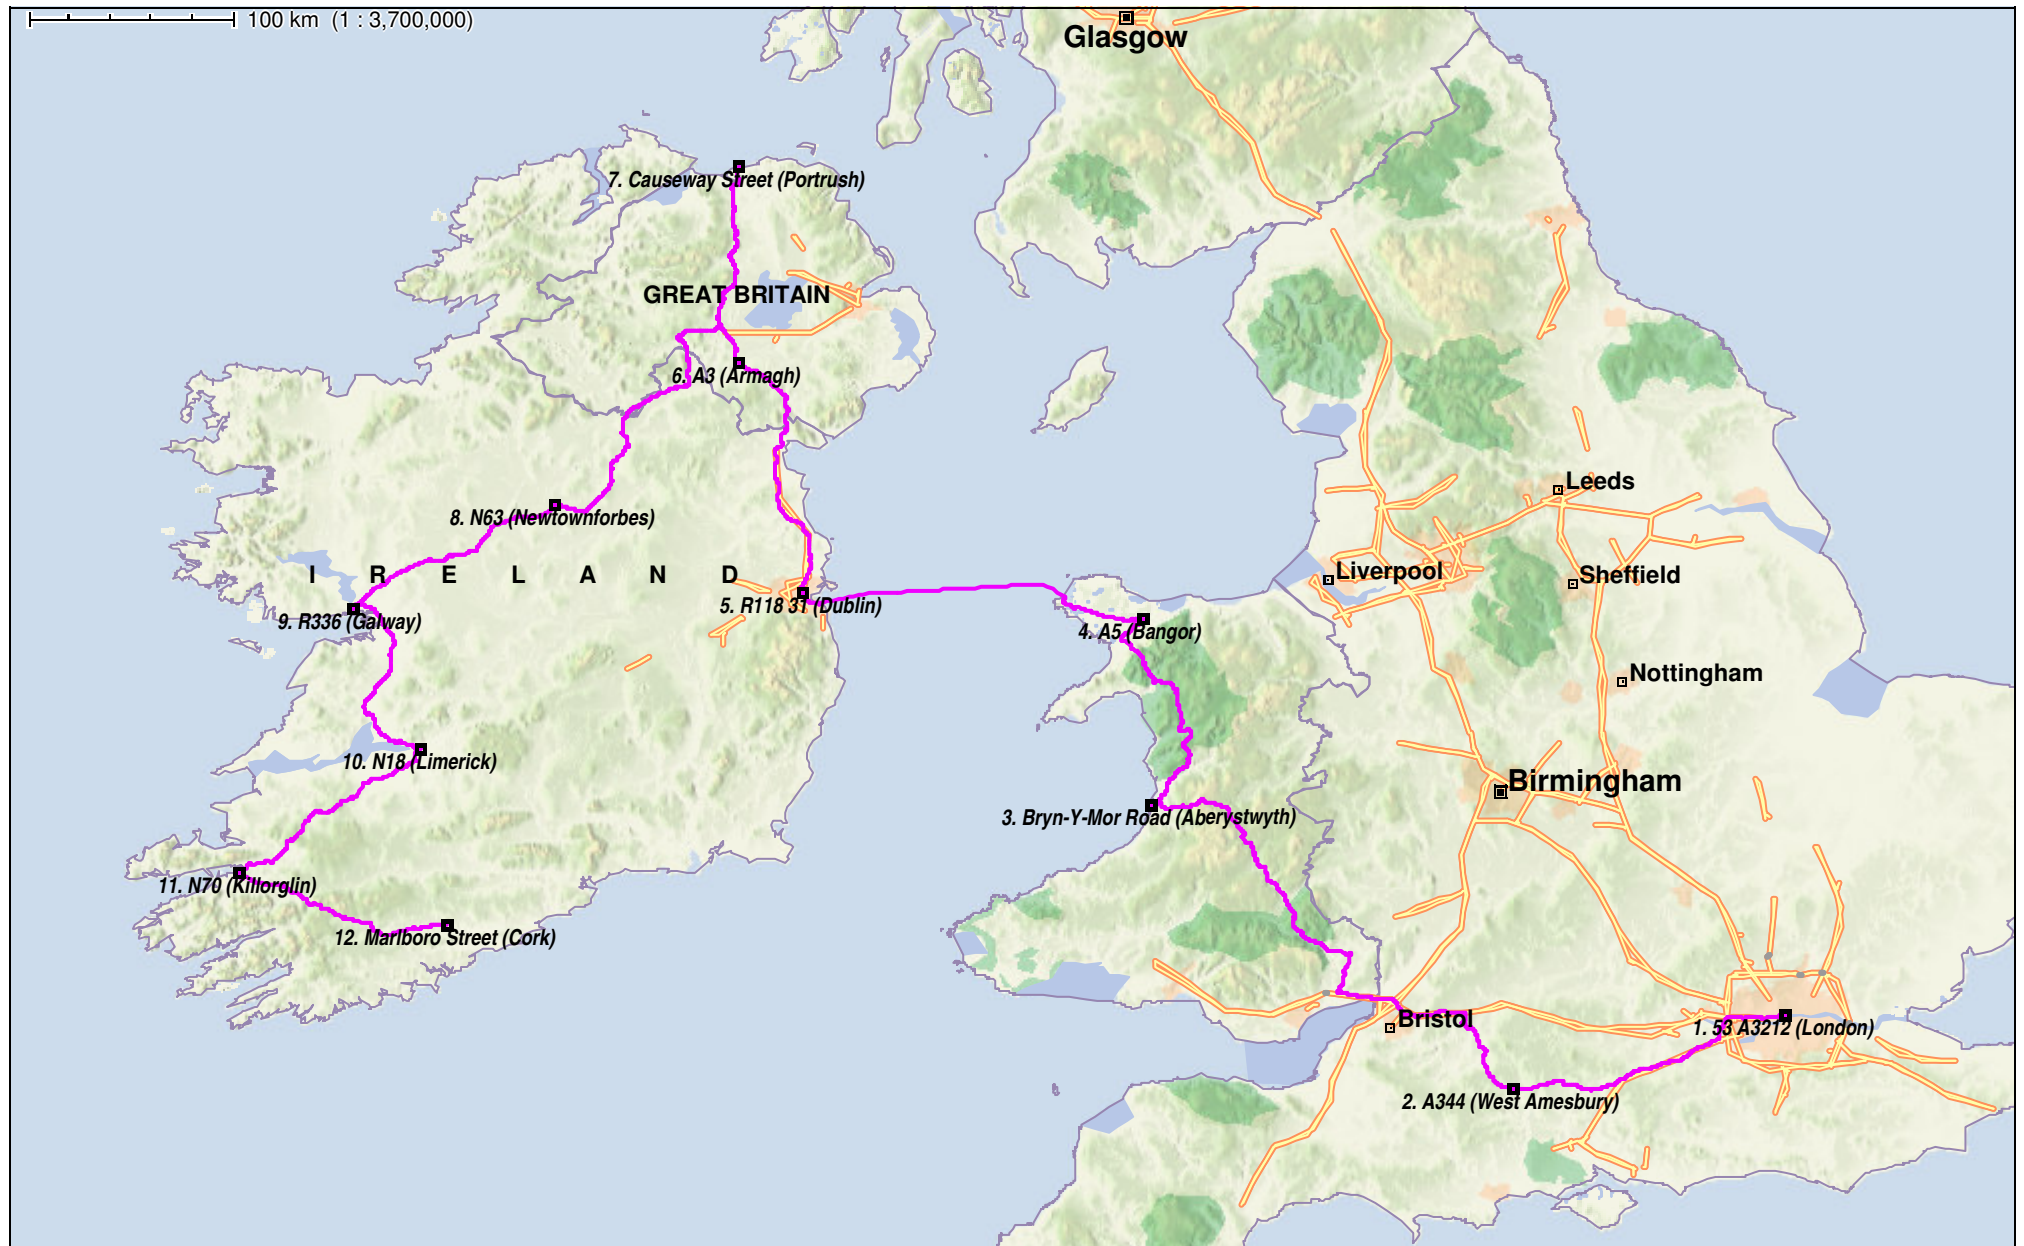 100 km (1 : 3,700,000)
Glasgow
7. Causeway Street (Portrush)
GREAT BRITAIN
6. A3 (Armagh)
Leeds
8. N63 (Newtownforbes)
I R E L A N D
Liverpool
Sheffield
5. R118 31 (Dublin)
9. R336 (Galway)
4. A5 (Bangor)
Nottingham
10. N18 (Limerick)
Birmingham
3. Bryn-Y-Mor Road (Aberystwyth)
11. N70 (Killorglin)
12. Marlboro Street (Cork)
Bristol
1. 53 A3212 (London)
2. A344 (West Amesbury)